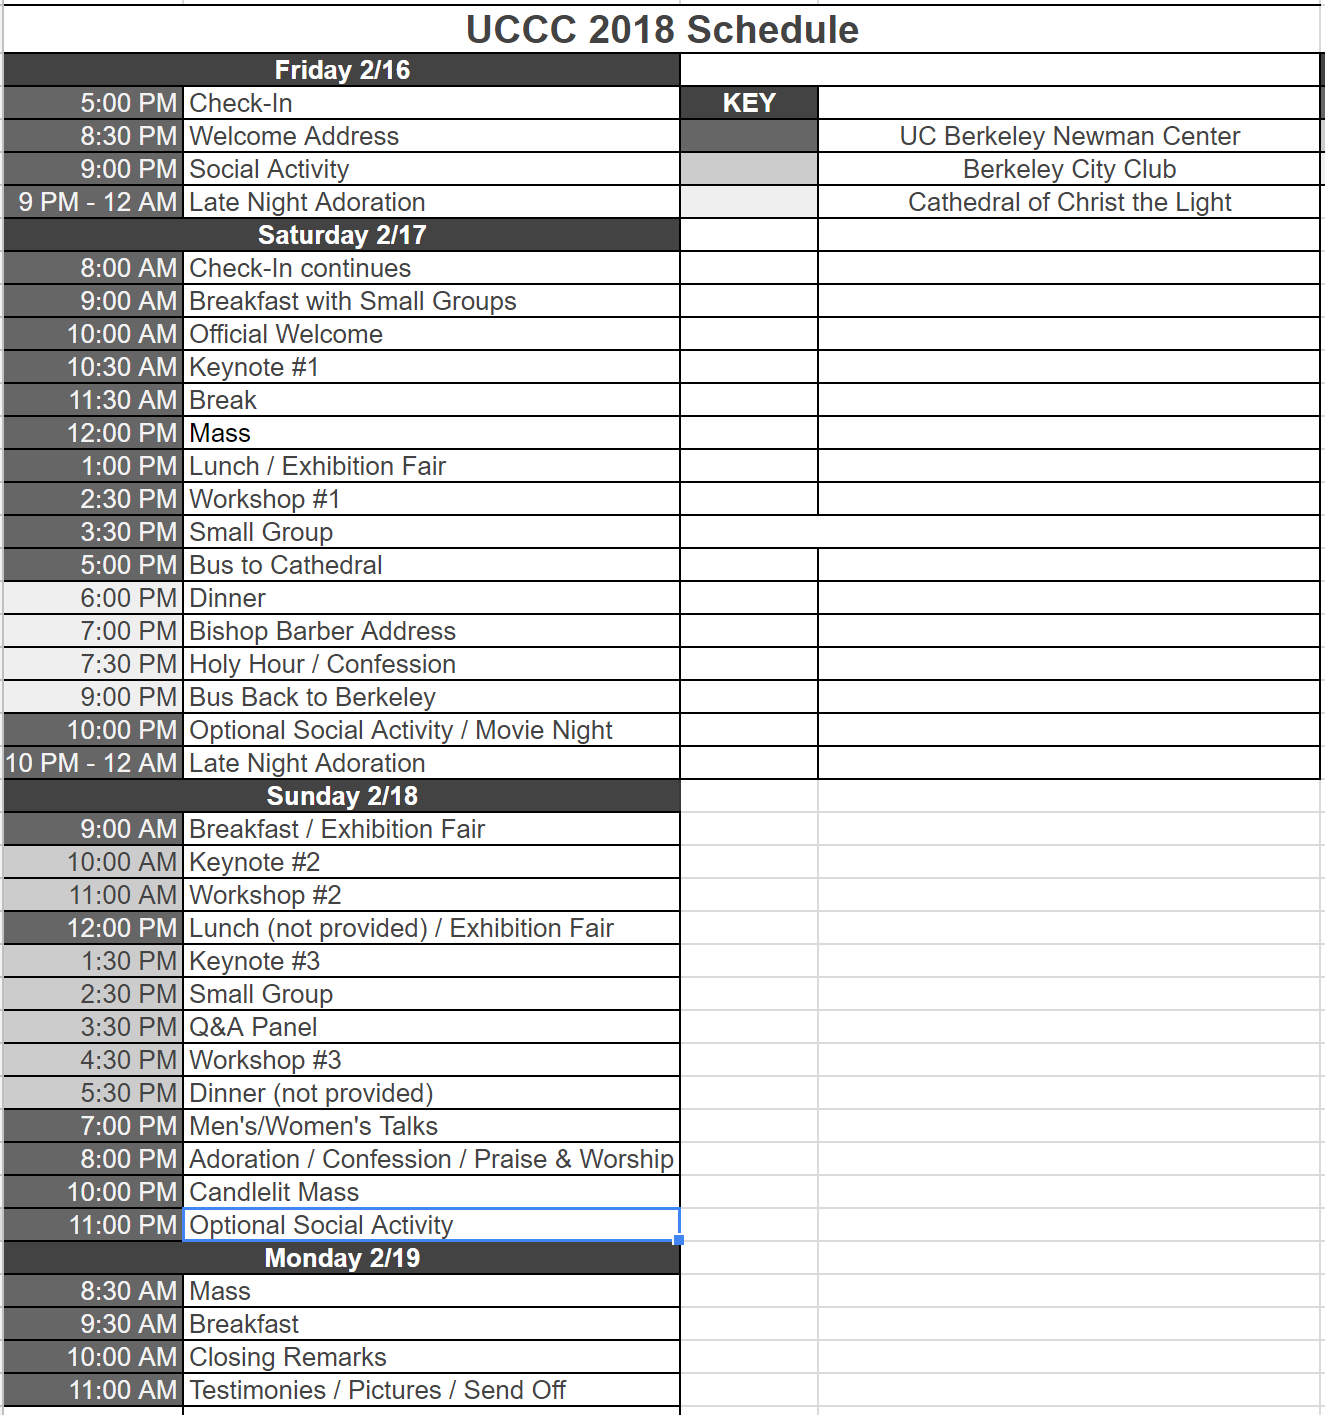 UCCC 2018 Schedule
Friday 2/16
5:00 PM Check-In KEY
8:30 PM Welcome Address UC Berkeley Newman Center
9:00 PM Social Activity Berkeley City Club
9 PM - 12 AM Late Night Adoration Cathedral of Christ the Light
Saturday 2/17
8:00 AM Check-In continues
9:00 AM Breakfast with Small Groups
10:00 AM Official Welcome
10:30 AM Keynote #1
11:30 AM Break
12:00 PM Mass
1:00 PM Lunch / Exhibition Fair
2:30 PM Workshop #1
3:30 PM Small Group
5:00 PM Bus to Cathedral
6:00 PM Dinner
7:00 PM Bishop Barber Address
7:30 PM Holy Hour / Confession
9:00 PM Bus Back to Berkeley
10:00 PM Optional Social Activity / Movie Night
10 PM - 12 AM Late Night Adoration
Sunday 2/18
9:00 AM Breakfast / Exhibition Fair
10:00 AM Keynote #2
11:00 AM Workshop #2
12:00 PM Lunch (not provided) / Exhibition Fair
1:30 PM Keynote #3
2:30 PM Small Group
3:30 PM Q&A Panel
4:30 PM Workshop #3
5:30 PM Dinner (not provided)
7:00 PM Men's/Women's Talks
8:00 PM Adoration / Confession / Praise & Worship
10:00 PM Candlelit Mass
11:00 PM Optional Social Activity
Monday 2/19
8:30 AM Mass
9:30 AM Breakfast
10:00 AM Closing Remarks
11:00 AM Testimonies / Pictures / Send Off